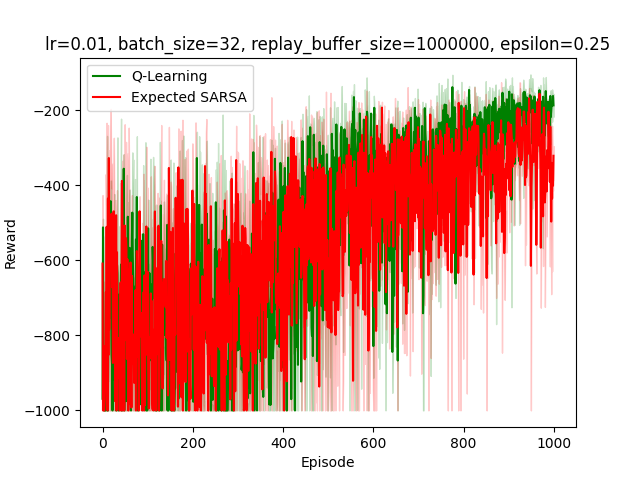 lr=0.01, batch_size=32, replay_buffer_size=1000000, epsilon=0.25
Q-Learning
Expected SARSA
−200
−400
−600
−800
−1000
Reward
0 200 400 600 800 1000
Episode